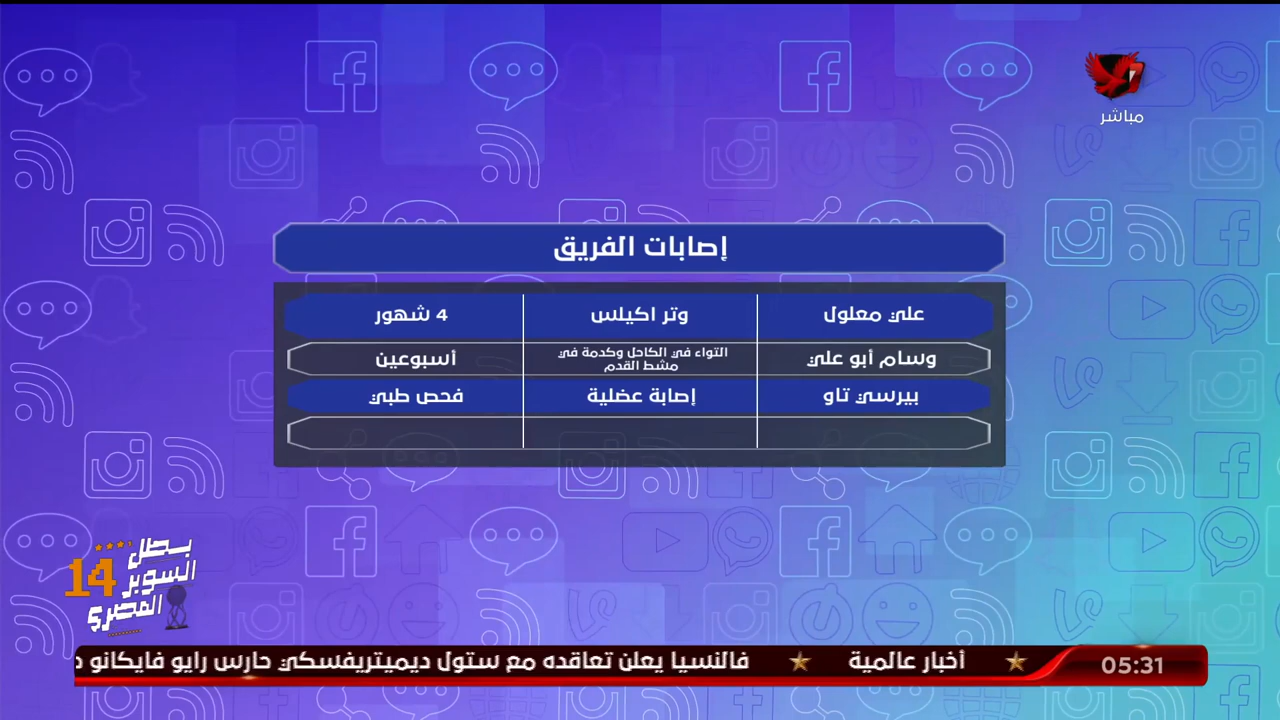 مباشر
إصابات الفريق
علي معلول وتر اكيلس 4 شهور
وسام أبو علي التواء في الكاحل وكدمة في مشط القدم أسبوعين
بيرسي تاو إصابة عضلية فحص طبي
بطل
السوبر 14
المصري
05:31 أخبار عالمية فالنسيا يعلن تعاقده مع ستول ديميتريفسكي حارس رايو فايكانو